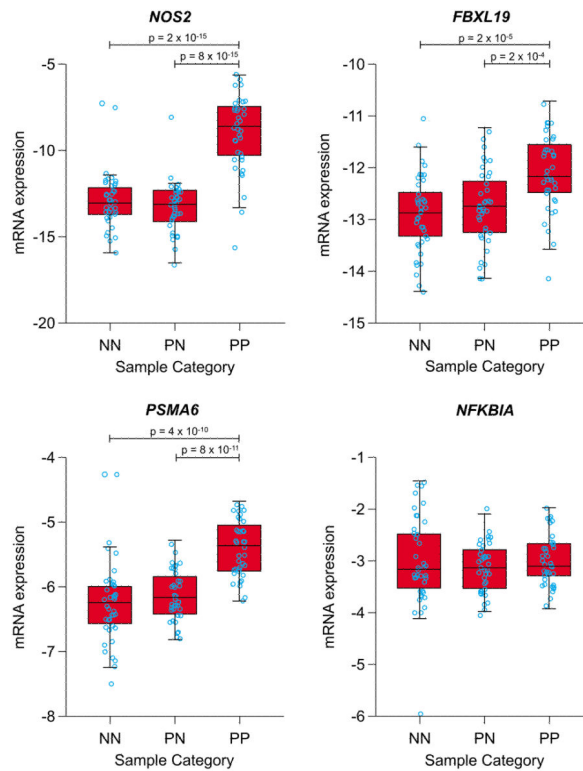 NOS2
p = 2 x 10-15
p = 8 x 10-15
-5
-10
-15
-20
mRNA expression
NN PN PP
Sample Category
FBXL19
p = 2 x 10-5
p = 2 x 10-4
-10
-11
-12
-13
-14
-15
mRNA expression
NN PN PP
Sample Category
PSMA6
p = 4 x 10-10
p = 8 x 10-11
-4
-5
-6
-7
-8
mRNA expression
NN PN PP
Sample Category
NFKBIA
-1
-2
-3
-4
-5
-6
mRNA expression
NN PN PP
Sample Category